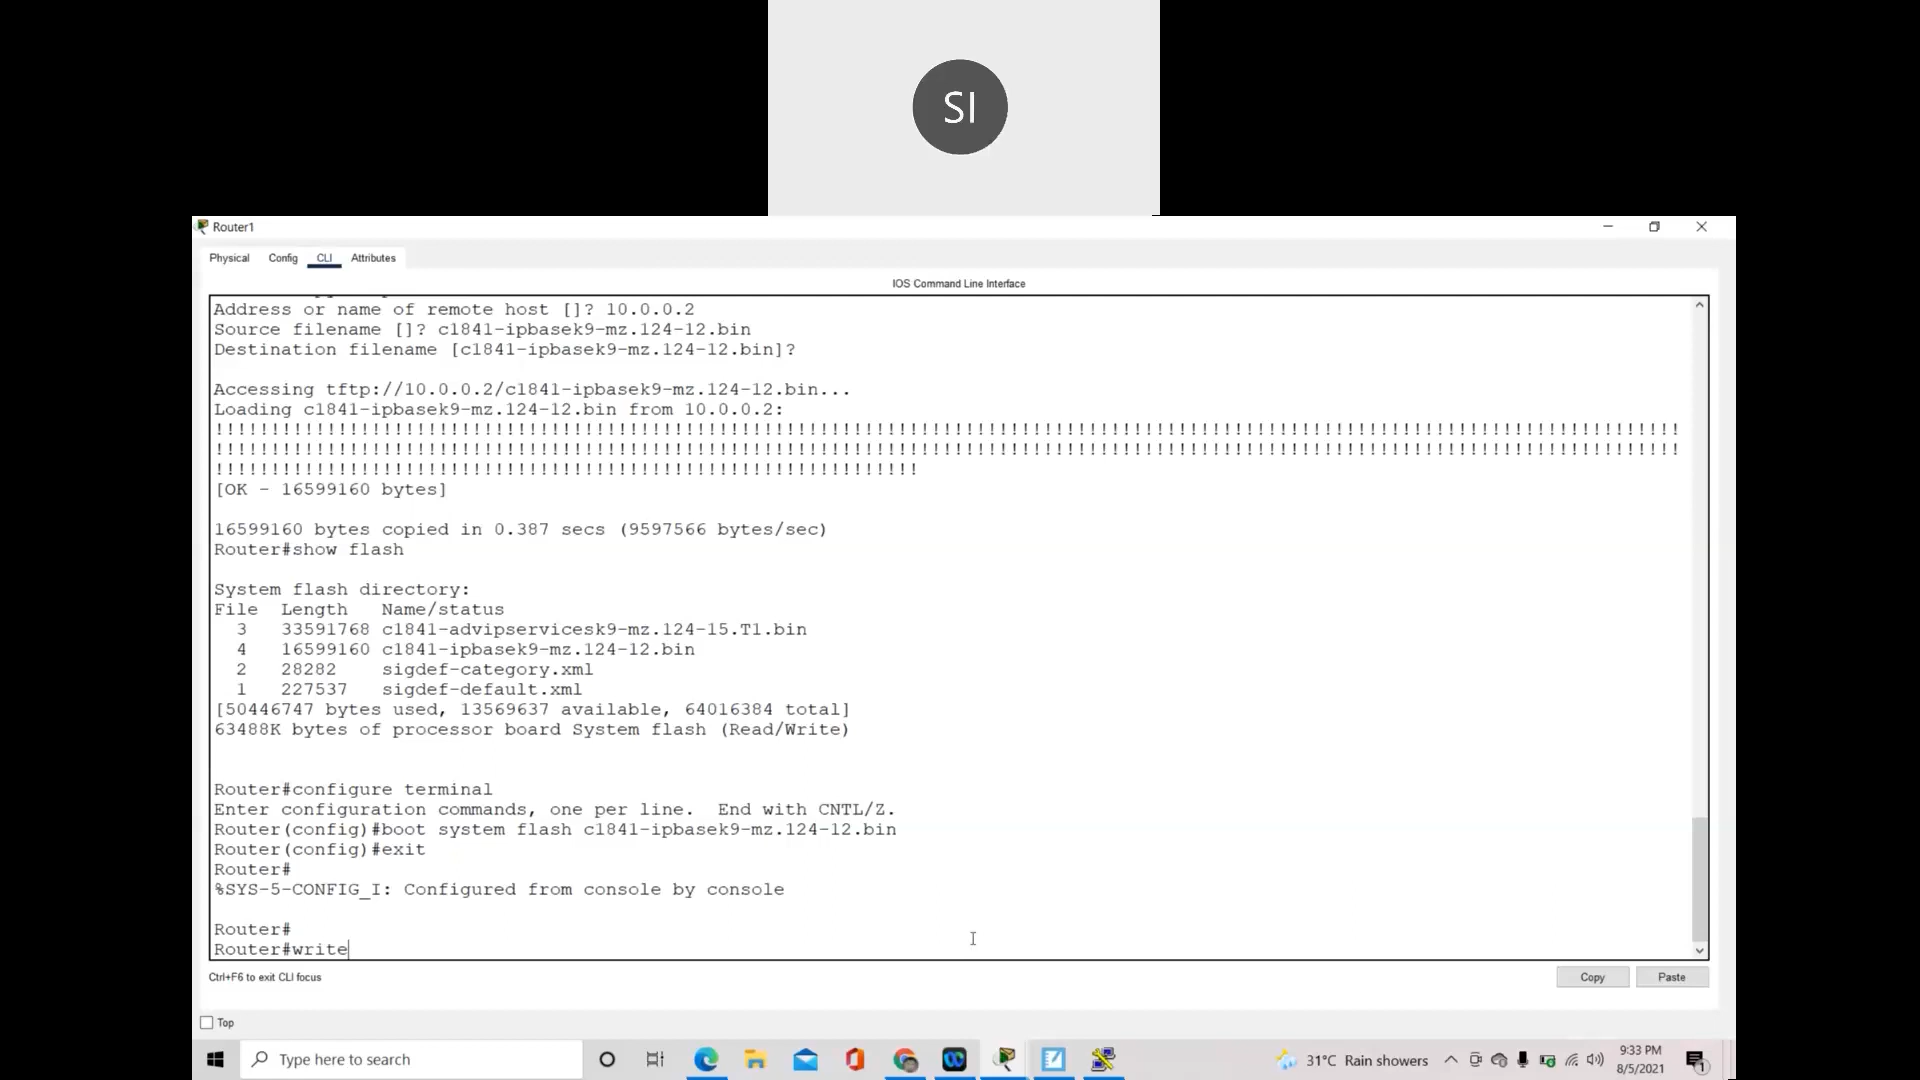 SI
Router1
Physical Config CLI Attributes
IOS Command Line Interface
Address or name of remote host []? 10.0.0.2
Source filename []? c1841-ipbasek9-mz.124-12.bin
Destination filename [c1841-ipbasek9-mz.124-12.bin]?
Accessing tftp://10.0.0.2/c1841-ipbasek9-mz.124-12.bin...
Loading c1841-ipbasek9-mz.124-12.bin from 10.0.0.2:
!!!!!!!!!!!!!!!!!!!!!!!!!!!!!!!!!!!!!!!!!!!!!!!!!!!!!!!!!!!!!!!!!!!!!!!!!!!!!!!!!!!!!!!!!!!!!!!!!!!!!!!!!!!!!!!!!!!!!!!!!!!!!!!!!!!
!!!!!!!!!!!!!!!!!!!!!!!!!!!!!!!!!!!!!!!!!!!!!!!!!!!!!!!!!!!!!!!!!!!!!!!!!!!!!!!!!!!!!!!!!!!!!!!!!!!!!!!!!!!!!!!!!!!!!!!!!!!!!!!!!!!
!!!!!!!!!!!!!!!!!!!!!!!!!!!!!!!!!!!!!!!!!!!!!!!!!!!!!!!!!!!!!!!
[OK - 16599160 bytes]
16599160 bytes copied in 0.387 secs (9597566 bytes/sec)
Router#show flash
System flash directory:
File Length Name/status
3 33591768 c1841-advipservicesk9-mz.124-15.T1.bin
4 16599160 c1841-ipbasek9-mz.124-12.bin
2 28282 sigdef-category.xml
1 227537 sigdef-default.xml
[50446747 bytes used, 13569637 available, 64016384 total]
63488K bytes of processor board System flash (Read/Write)
Router#configure terminal
Enter configuration commands, one per line. End with CNTL/Z.
Router(config)#boot system flash c1841-ipbasek9-mz.124-12.bin
Router(config)#exit
Router#
%SYS-5-CONFIG_I: Configured from console by console
Router#
Router#write
Ctrl+F6 to exit CLI focus
Copy Paste
Top
Type here to search
31°C Rain showers
9:33 PM
8/5/2021
1